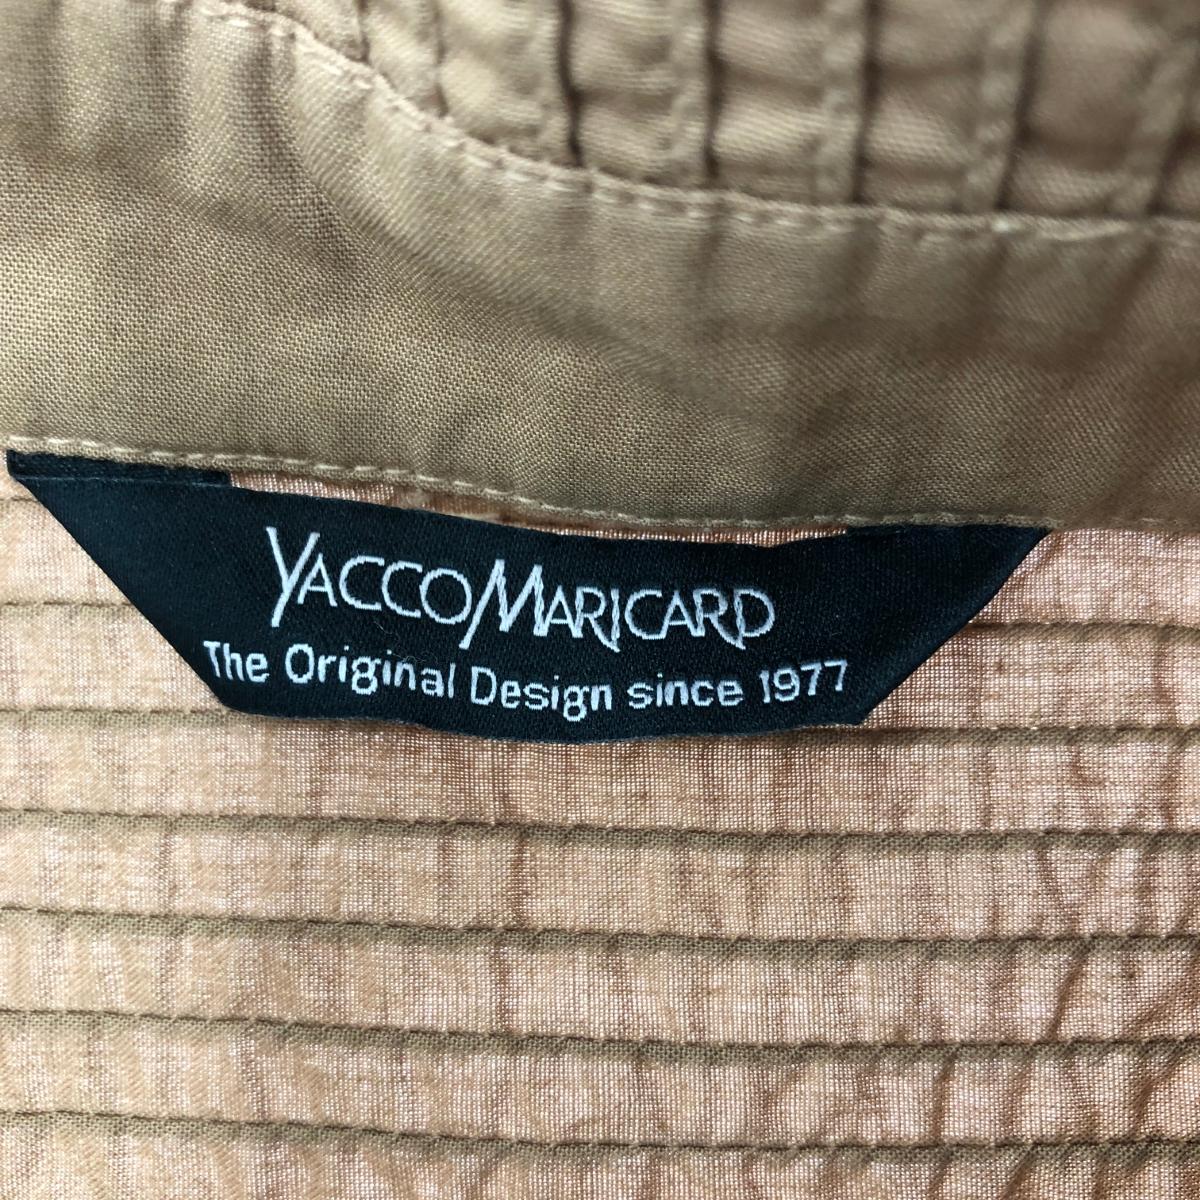 YACCOMARICARD
The Original Design since 1977